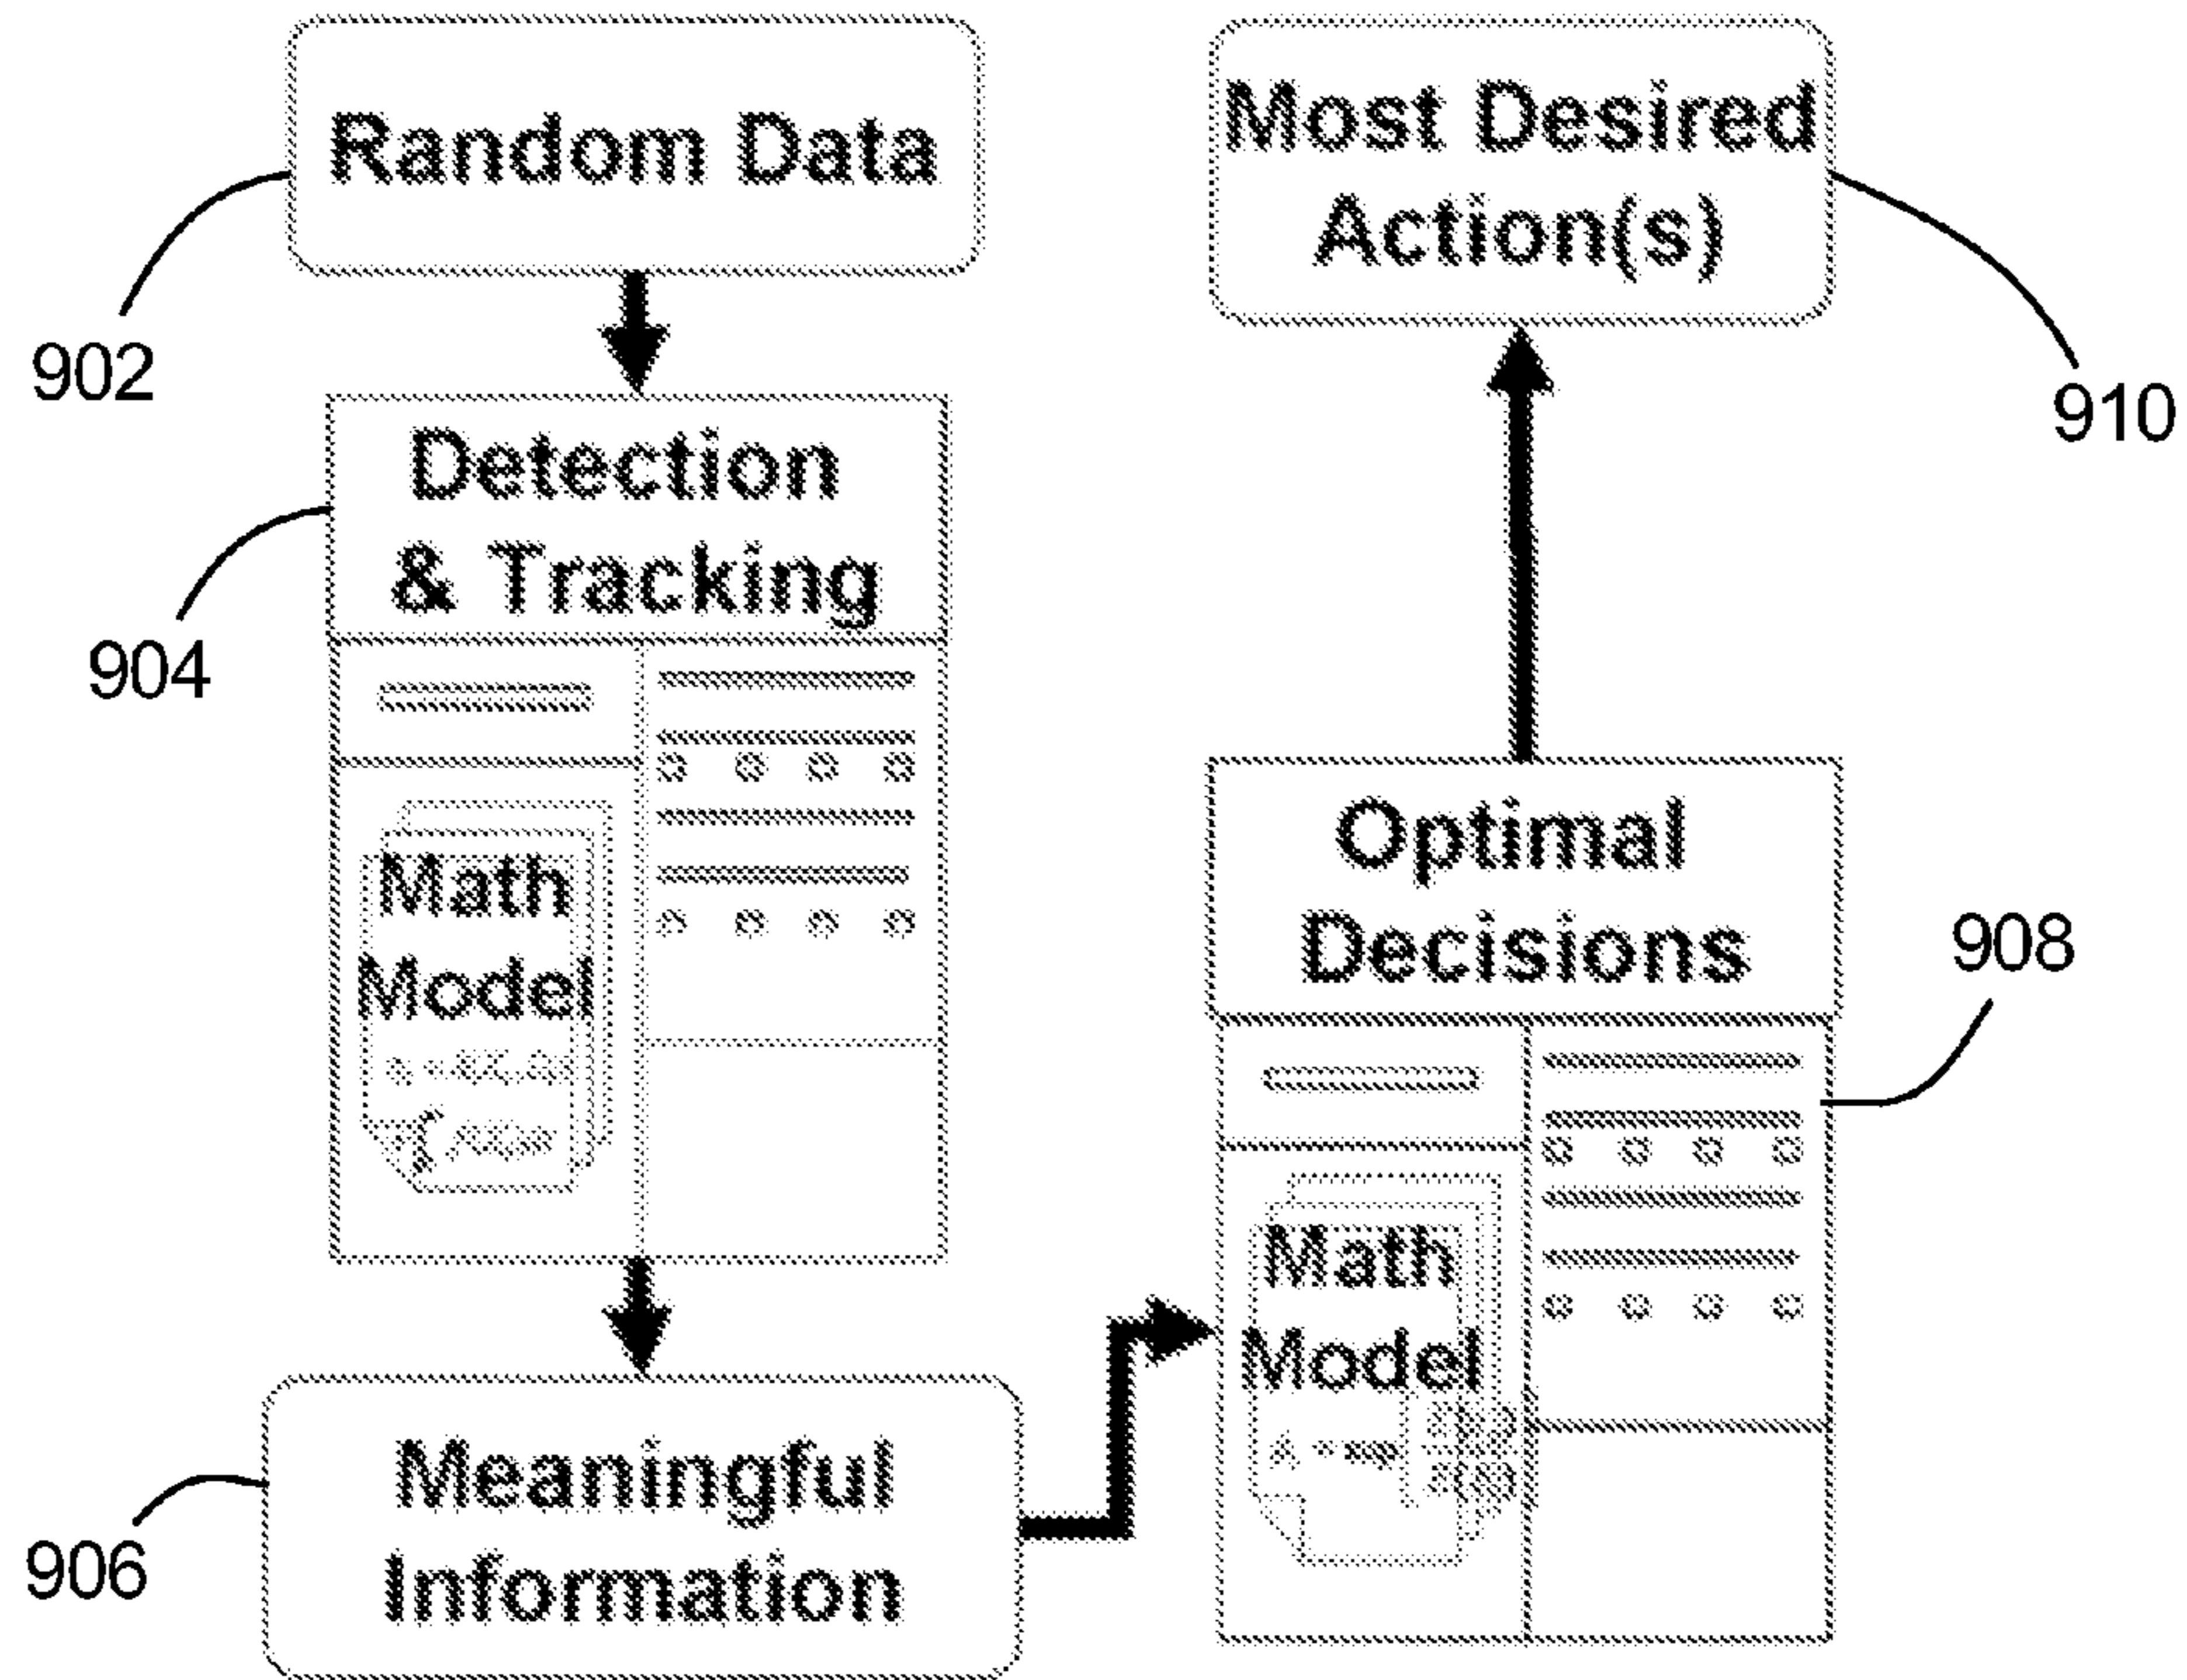 Random Data
902
Detection
& Tracking
904
Math
Model
Meaningful
Information
906
Most Desired
Action(s)
910
Optimal
Decisions
908
Math
Model